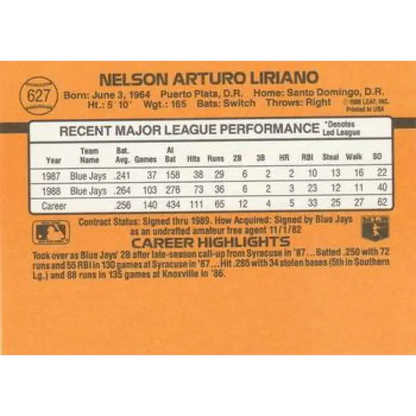 627
NELSON ARTURO LIRIANO
Born: June 3, 1964 Puerto Plata, D.R. Home: Santo Domingo, D.R.
Ht.: 5'10" Wgt.: 165 Bats: Switch Throws: Right
© 1988 LEAF, INC.
Printed in USA
RECENT MAJOR LEAGUE PERFORMANCE *Denotes Led League
Year Team Name Bat. Avg. Games At Bat Hits Runs 2B 3B HR RBI Steal Walk SO
1987 Blue Jays .241 37 158 38 29 6 2 2 10 13 16 22
1988 Blue Jays .264 103 276 73 36 6 2 3 23 12 11 40
Career .256 140 434 111 65 12 4 5 33 25 27 62
Contract Status: Signed thru 1989. How Acquired: Signed by Blue Jays
as an undrafted amateur free agent 11/1/82
CAREER HIGHLIGHTS
Took over as Blue Jays' 2B after late-season call-up from Syracuse in '87...Batted .250 with 72
runs and 55 RBI in 130 games at Syracuse in '87...Hit .285 with 34 stolen bases (5th in Southern
Lg.) and 88 runs in 135 games at Knoxville in '86.